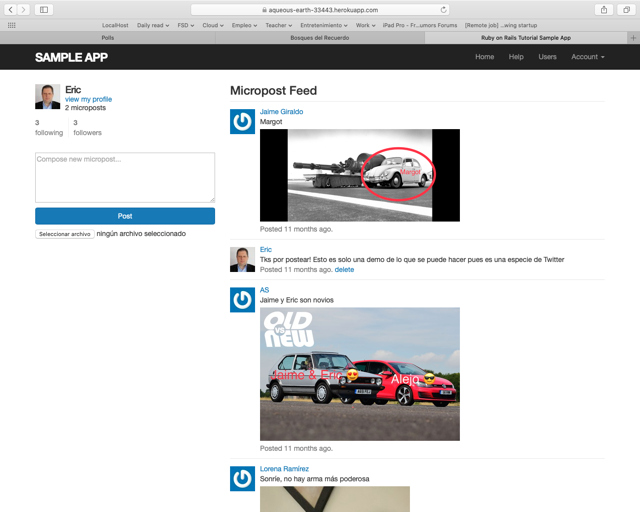 aqueous-earth-33443.herokuapp.com
LocalHost Daily read FSD Cloud Empleo Teacher Entretenimiento Work iPad Pro - Fr...umors Forums [Remote job] ...wing startup
Polls Bosques del Recuerdo Ruby on Rails Tutorial Sample App
SAMPLE APP Home Help Users Account
Eric
view my profile
2 microposts
3 3
following followers
Compose new micropost...
Post
Seleccionar archivo ningún archivo seleccionado
Micropost Feed
Jaime Giraldo
Margot
Margot
Posted 11 months ago.
Eric
Tks por postear! Esto es solo una demo de lo que se puede hacer pues es una especie de Twitter
Posted 11 months ago. delete
AS
Jaime y Eric son novios
OLD
VS
NEW
Jaime & Eric 😍 Alejo 😎
Posted 11 months ago.
Lorena Ramírez
Sonríe, no hay arma más poderosa